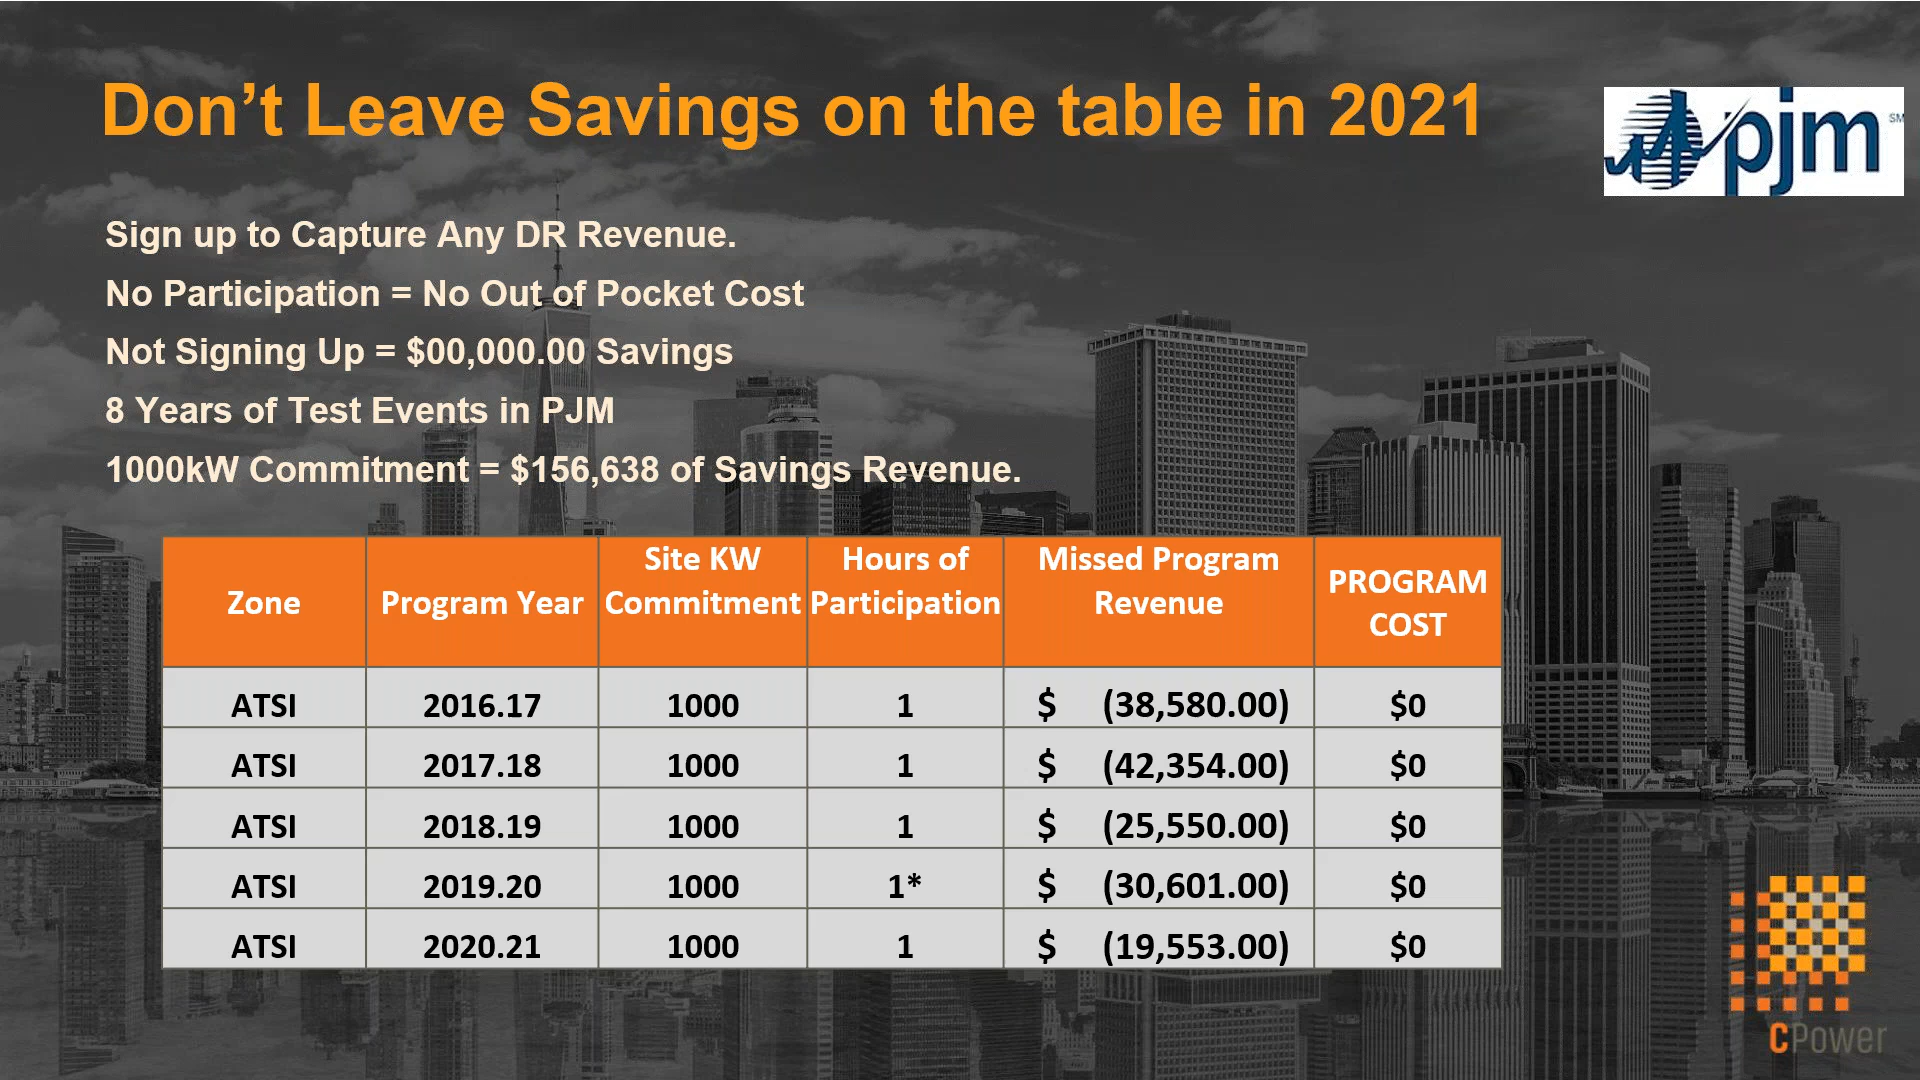 Don’t Leave Savings on the table in 2021
pjm SM
Sign up to Capture Any DR Revenue.
No Participation = No Out of Pocket Cost
Not Signing Up = $00,000.00 Savings
8 Years of Test Events in PJM
1000kW Commitment = $156,638 of Savings Revenue.
Zone Program Year Site KW Commitment Hours of Participation Missed Program Revenue PROGRAM COST
ATSI 2016.17 1000 1 $ (38,580.00) $0
ATSI 2017.18 1000 1 $ (42,354.00) $0
ATSI 2018.19 1000 1 $ (25,550.00) $0
ATSI 2019.20 1000 1* $ (30,601.00) $0
ATSI 2020.21 1000 1 $ (19,553.00) $0
CPower